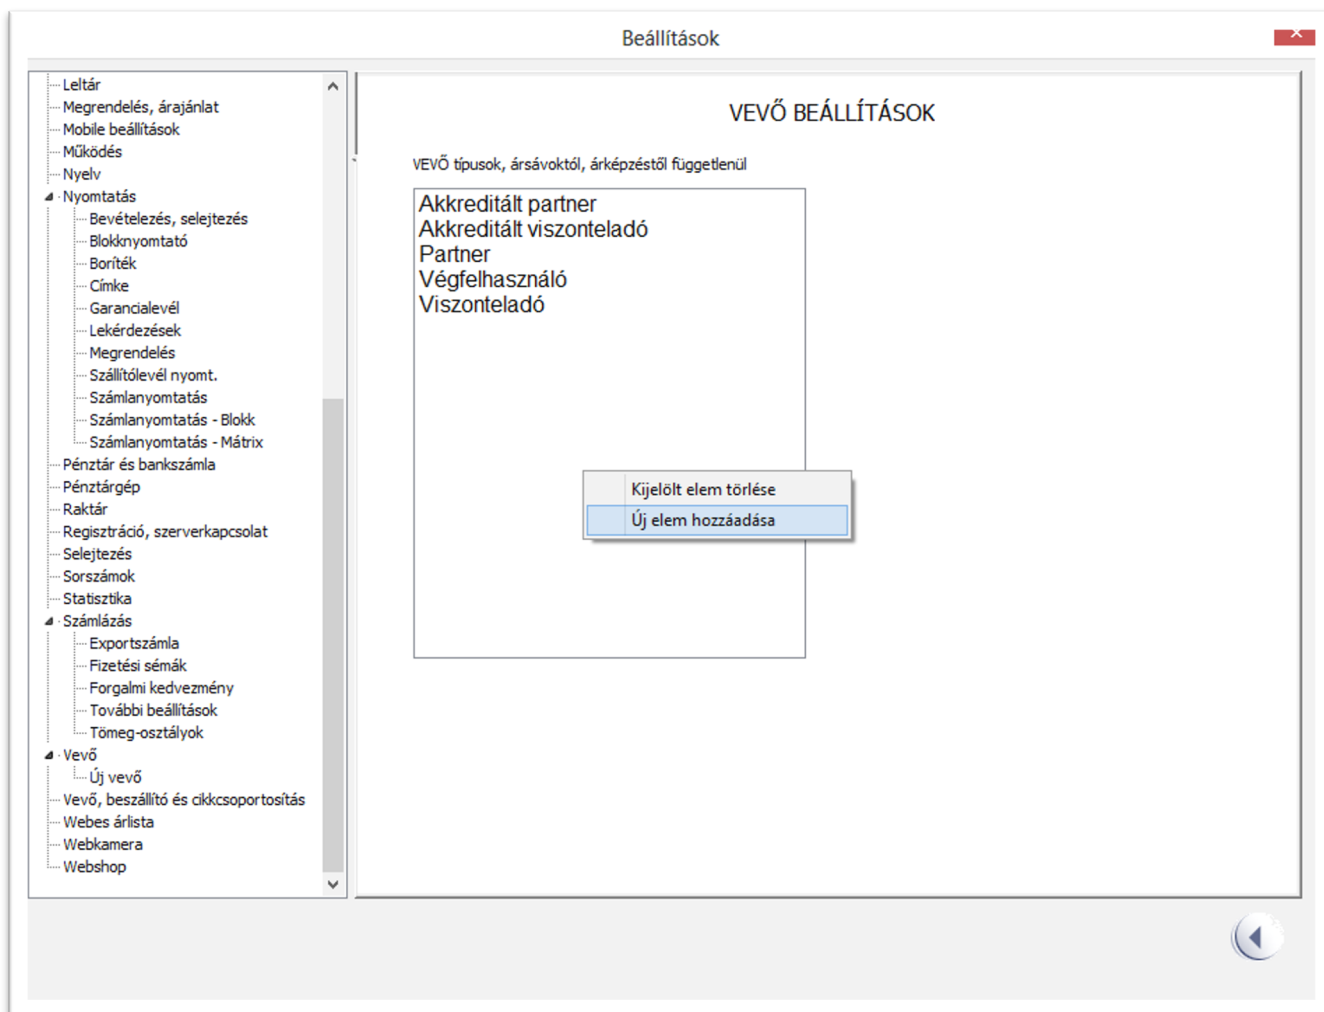 Beállítások
Leltár
Megrendelés, árajánlat
Mobile beállítások
Működés
Nyelv
Nyomtatás
Bevételezés, selejtezés
Blokknyomtató
Boríték
Címke
Garancialevél
Lekérdezések
Megrendelés
Szállítólevél nyomt.
Számlanyomtatás
Számlanyomtatás - Blokk
Számlanyomtatás - Mátrix
Pénztár és bankszámla
Pénztárgép
Raktár
Regisztráció, szerverkapcsolat
Selejtezés
Sorszámok
Statisztika
Számlázás
Exportszámla
Fizetési sémák
Forgalmi kedvezmény
További beállítások
Tömeg-osztályok
Vevő
Új vevő
Vevő, beszállító és cikkcsoportosítás
Webes árlista
Webkamera
Webshop
VEVŐ BEÁLLÍTÁSOK
VEVŐ típusok, ársávoktól, árképzéstől függetlenül
Akkreditált partner
Akkreditált viszonteladó
Partner
Végfelhasználó
Viszonteladó
Kijelölt elem törlése
Új elem hozzáadása